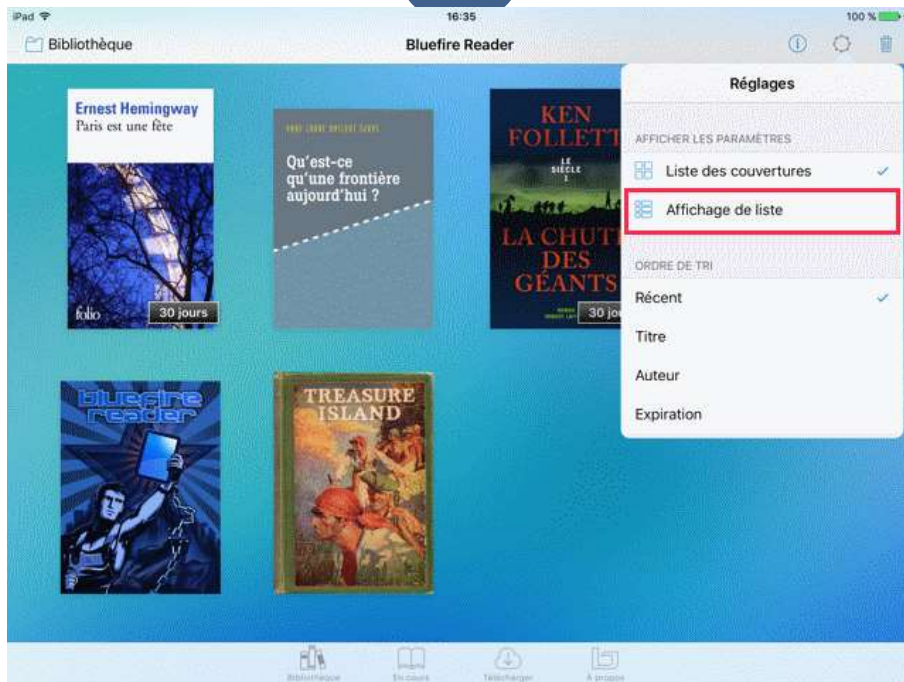 iPad
16:35
100 %
Bibliothèque
Bluefire Reader
Réglages
AFFICHER LES PARAMÈTRES
Liste des couvertures
Affichage de liste
ORDRE DE TRI
Récent
Titre
Auteur
Expiration
Ernest Hemingway
Paris est une fête
folio
30 jours
Qu'est-ce
qu'une frontière
aujourd'hui ?
KEN
FOLLETT
LE
SIÈCLE
1
LA CHUTE
DES
GÉANTS
30 jou
bluefire
reader
TREASURE
ISLAND
Bibliothèque
En cours
Télécharger
À propos